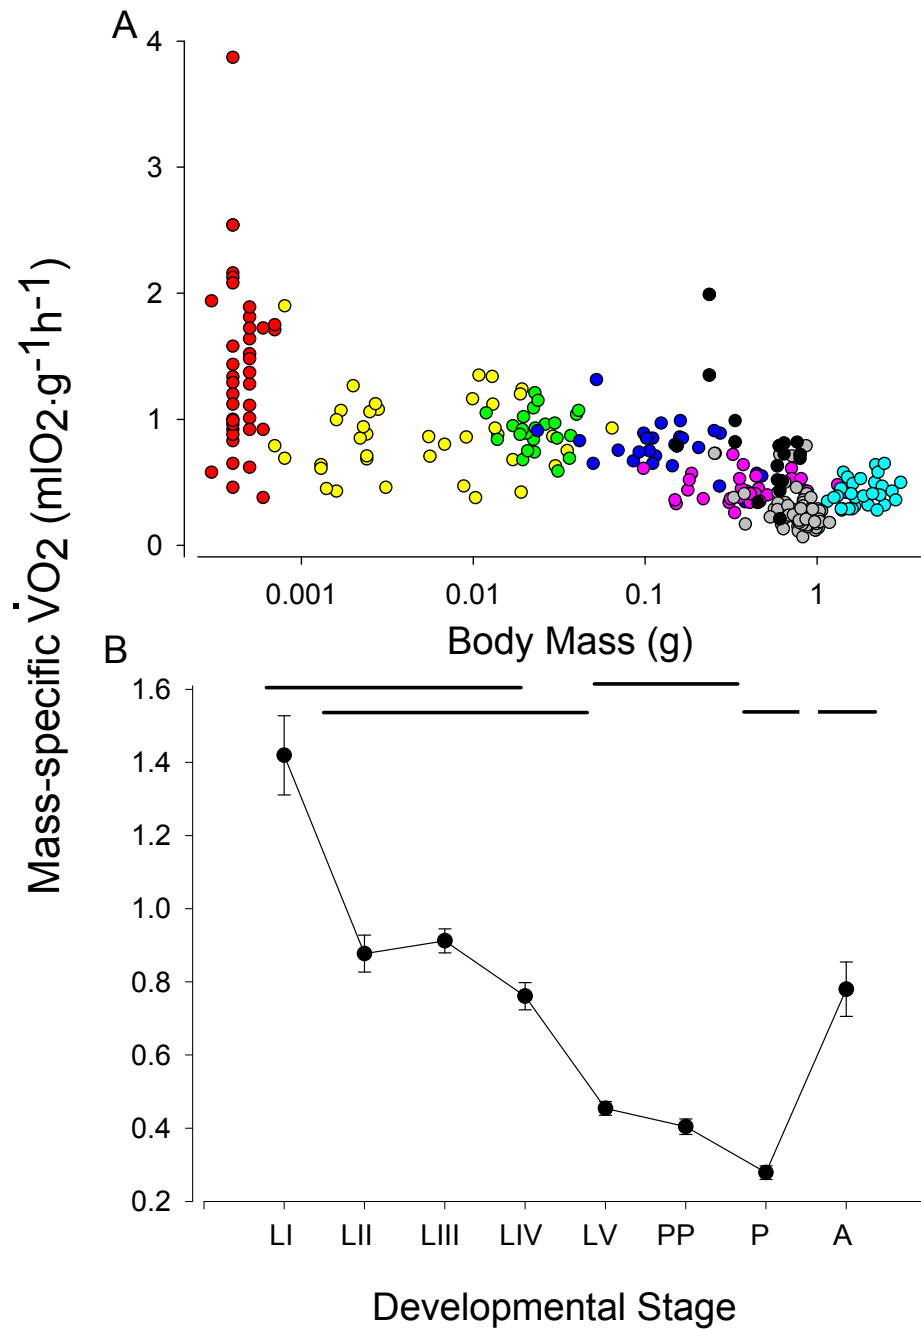 A
4
3
2
1
0
0.001 0.01 0.1 1
Body Mass (g)
Mass-specific V̇O2 (mlO2·g-1h-1)
B
1.6
1.4
1.2
1.0
0.8
0.6
0.4
0.2
LI LII LIII LIV LV PP P A
Developmental Stage